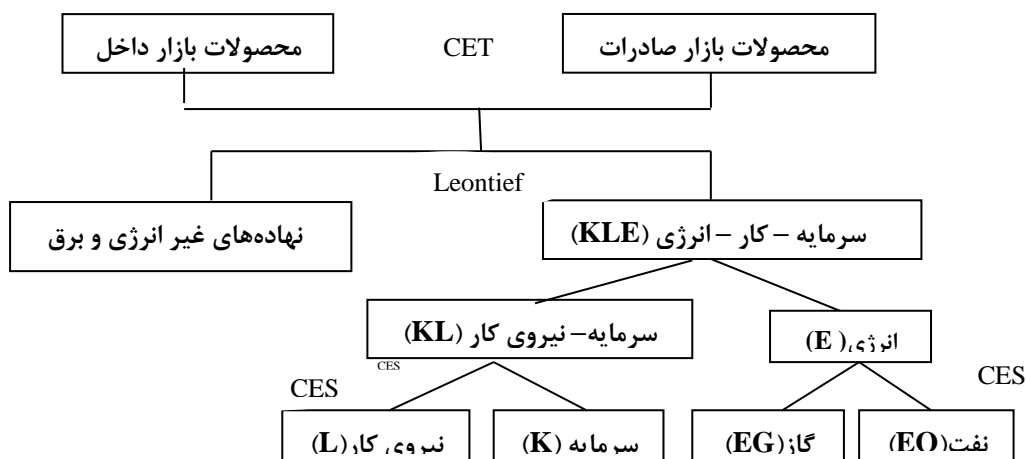 محصولات بازار صادرات
CET
محصولات بازار داخل
Leontief
سرمایه – کار – انرژی (KLE)
نهاده‌های غیر انرژی و برق
سرمایه– نیروی کار (KL)
انرژی( E)
CES
CES
CES
نفت(EO)
گاز(EG)
سرمایه (K)
نیروی کار(L)